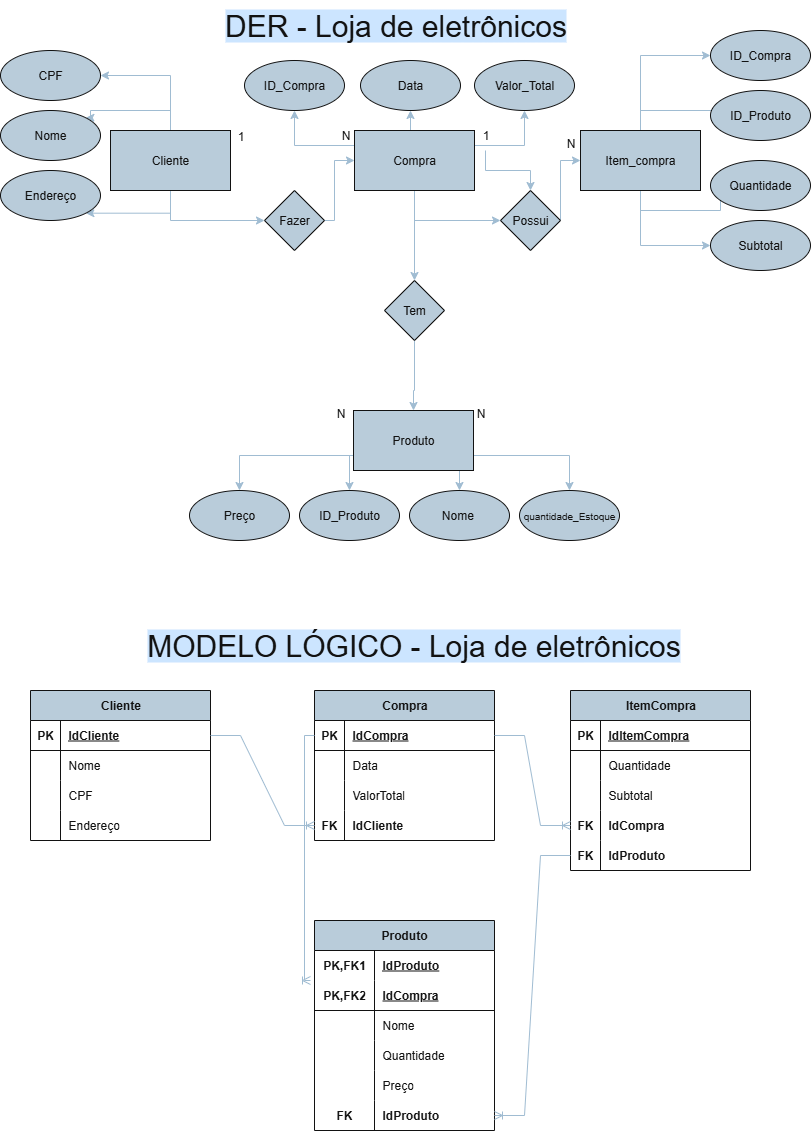 DER - Loja de eletrônicos
CPF
ID_Compra
Data
Valor_Total
ID_Compra
Nome
ID_Produto
1
N
1
N
Cliente
Compra
Item_compra
Endereço
Quantidade
Fazer
Possui
Subtotal
Tem
N
N
Produto
Preço
ID_Produto
Nome
quantidade_Estoque
MODELO LÓGICO - Loja de eletrônicos
Cliente
PK IdCliente
Nome
CPF
Endereço
Compra
PK IdCompra
Data
ValorTotal
FK IdCliente
ItemCompra
PK IdItemCompra
Quantidade
Subtotal
FK IdCompra
FK IdProduto
Produto
PK,FK1 IdProduto
PK,FK2 IdCompra
Nome
Quantidade
Preço
FK IdProduto